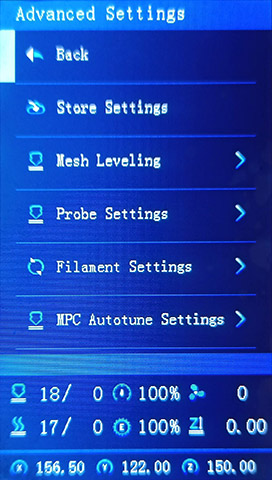 Advanced Settings
Back
Store Settings
Mesh Leveling
Probe Settings
Filament Settings
MPC Autotune Settings
18/ 0 100% 0
17/ 0 E 100% Z 0.00
X 156.50 Y 122.00 Z 150.00